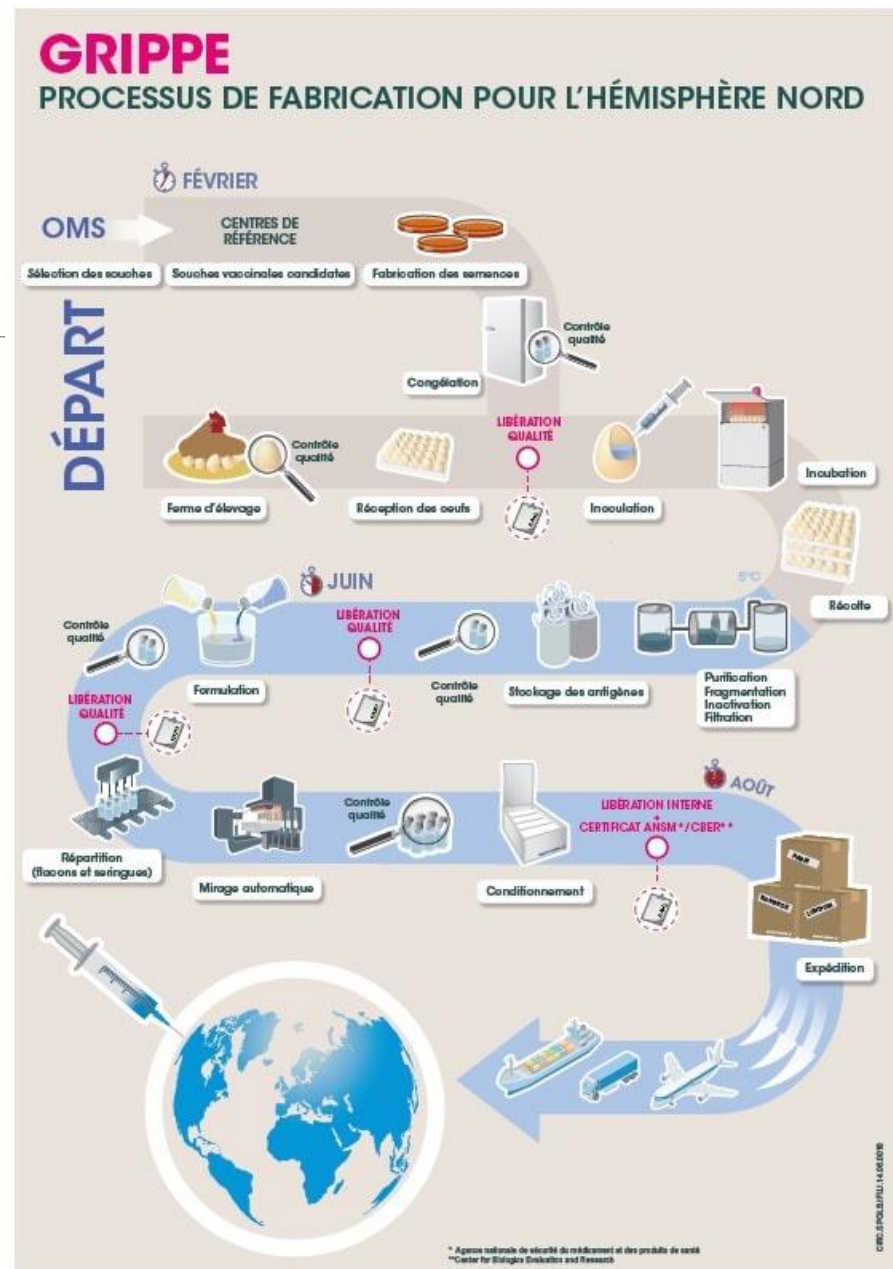 GRIPPE
PROCESSUS DE FABRICATION POUR L'HÉMISPHÈRE NORD
FÉVRIER
OMS
CENTRES DE
RÉFÉRENCE
Sélection des souches
Souches vaccinales candidates
Fabrication des semences
DÉPART
Contrôle
qualité
Congélation
LIBÉRATION
QUALITÉ
Contrôle
qualité
Incubation
Ferme d'élevage
Réception des oeufs
Inoculation
5°C
Récolte
JUIN
Contrôle
qualité
LIBÉRATION
QUALITÉ
Formulation
Contrôle
qualité
Stockage des antigènes
Purification
Fragmentation
Inactivation
Filtration
LIBÉRATION
QUALITÉ
AOÛT
Contrôle
qualité
LIBÉRATION INTERNE
+
CERTIFICAT ANSM*/CBER**
Répartition
(flacons et seringues)
Mirage automatique
Conditionnement
PARIS
BANGKOK
LONDON
Expédition
* Agence nationale de sécurité du médicament et des produits de santé
**Center for Biologics Evaluation and Research